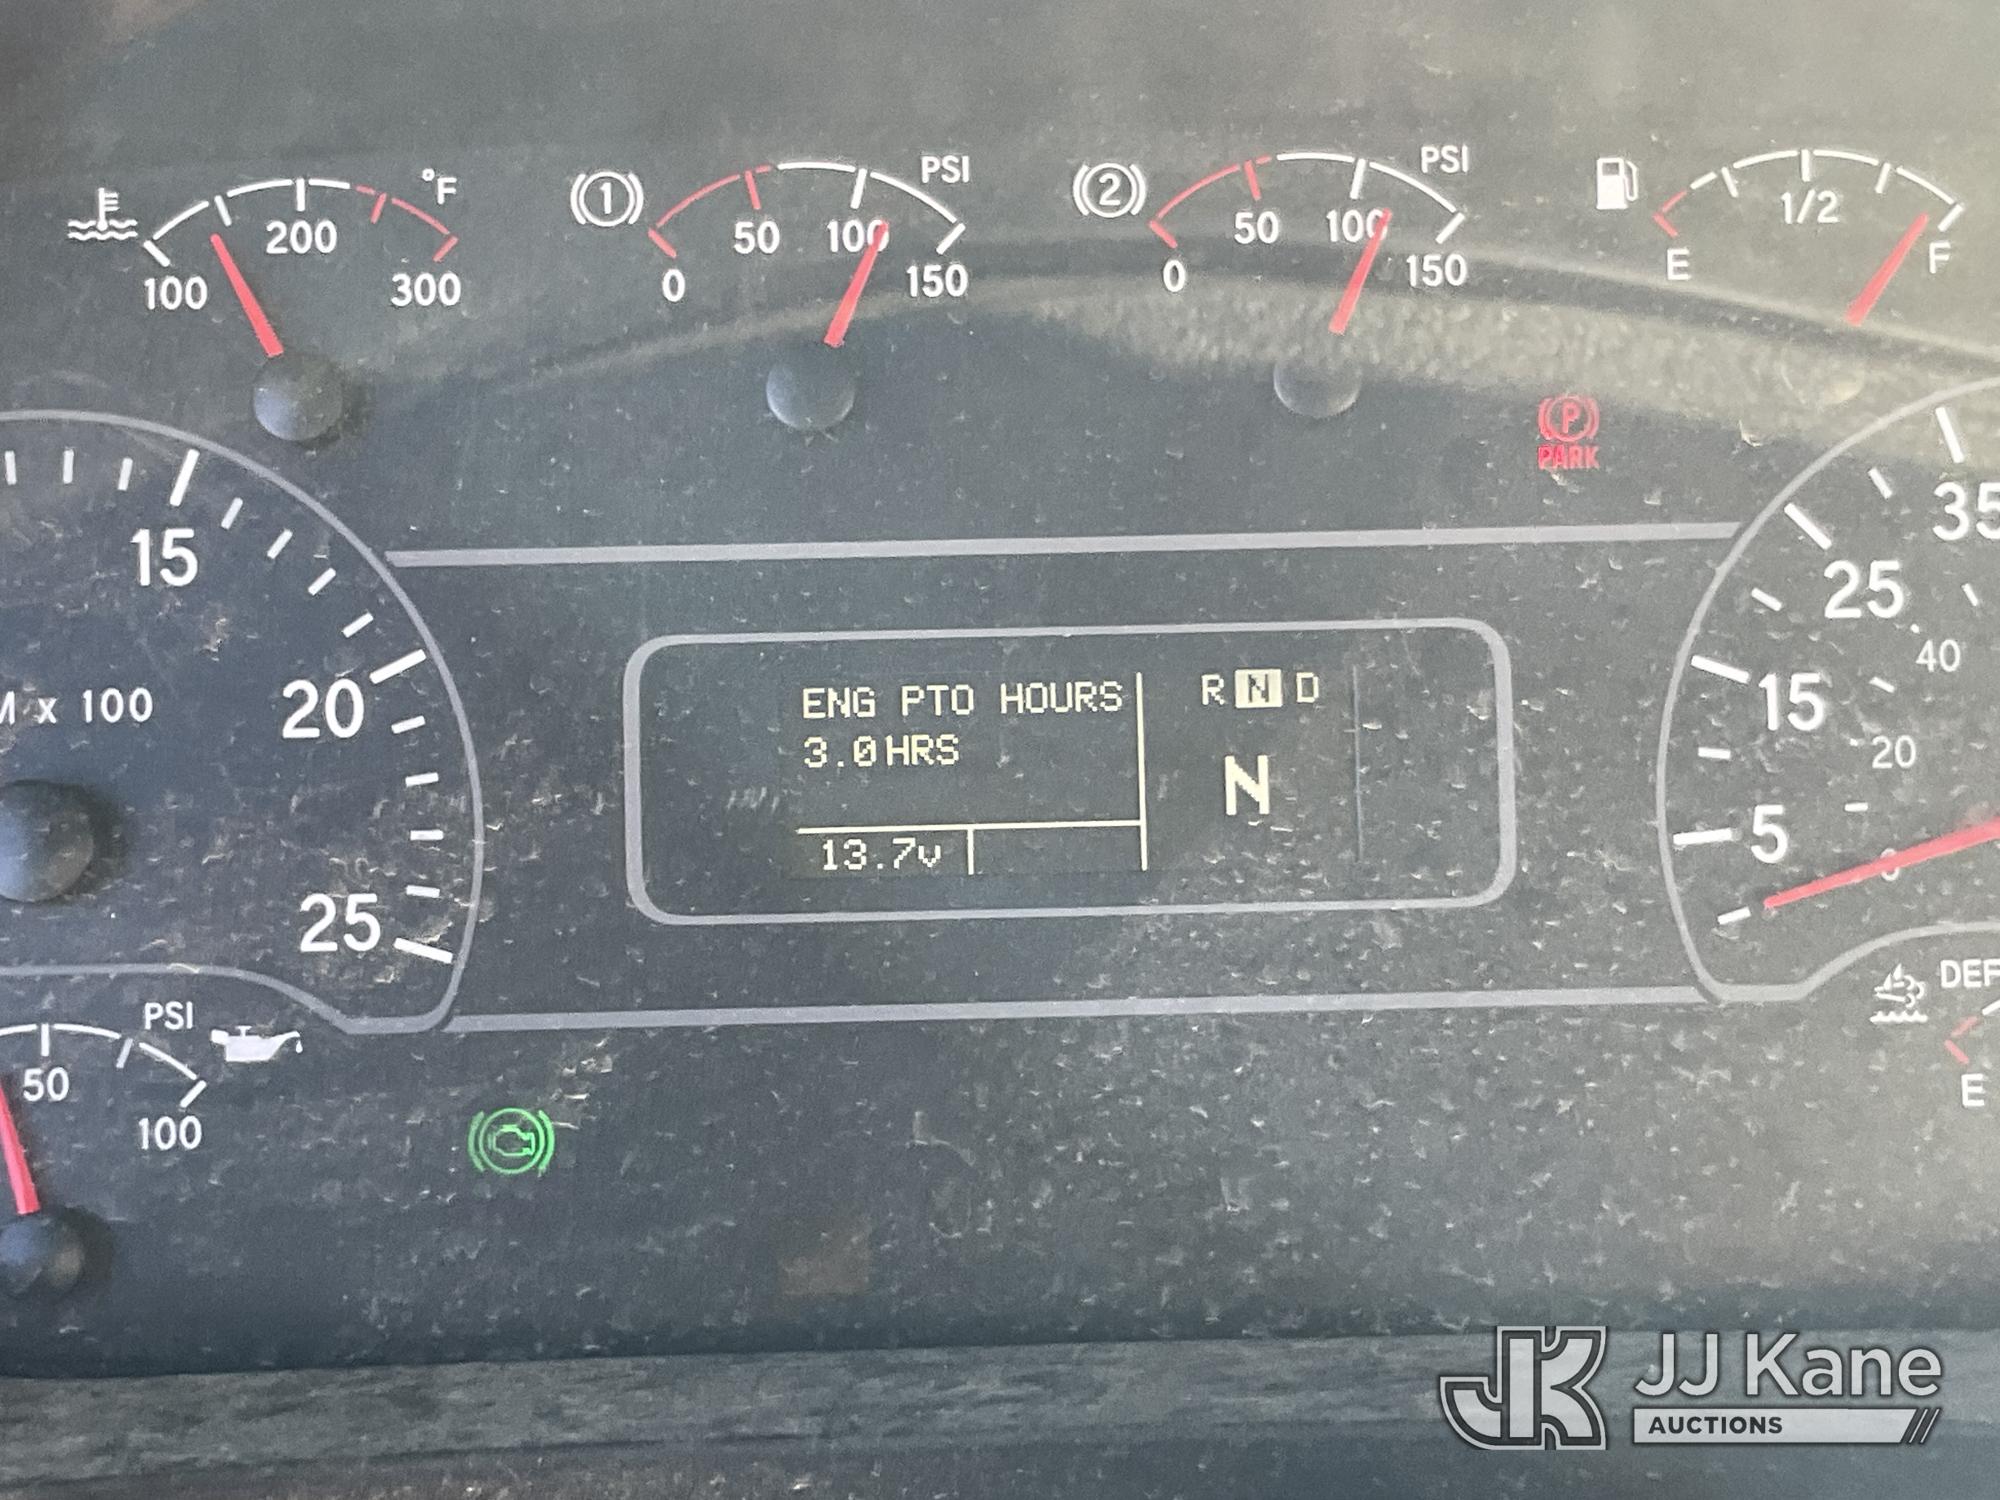 °F
100 200 300
(1) PSI
0 50 100 150
(2) PSI
0 50 100 150
E 1/2 F
(P)
PARK
15
20
25
M x 100
ENG PTO HOURS
3.0HRS
13.7v
R N D
N
35
25
15
5
40
20
0
PSI
50
100
DEF
E
JK JJ Kane
AUCTIONS